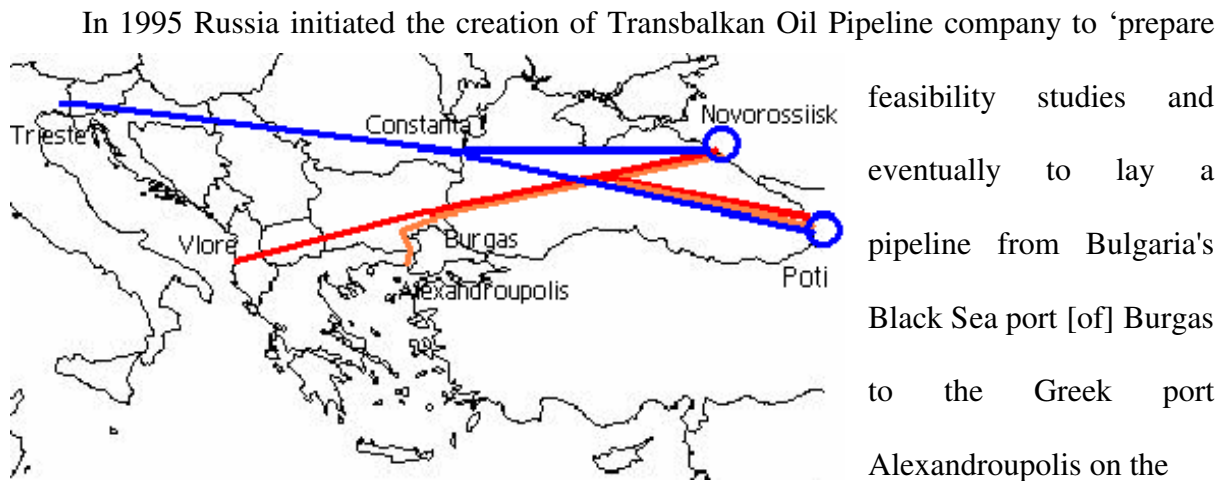 In 1995 Russia initiated the creation of Transbalkan Oil Pipeline company to ‘prepare
feasibility studies and
eventually to lay a
pipeline from Bulgaria's
Black Sea port [of] Burgas
to the Greek port
Alexandroupolis on the
Novorossiisk
Constanta
Trieste
Vlore
Burgas
Alexandroupolis
Poti